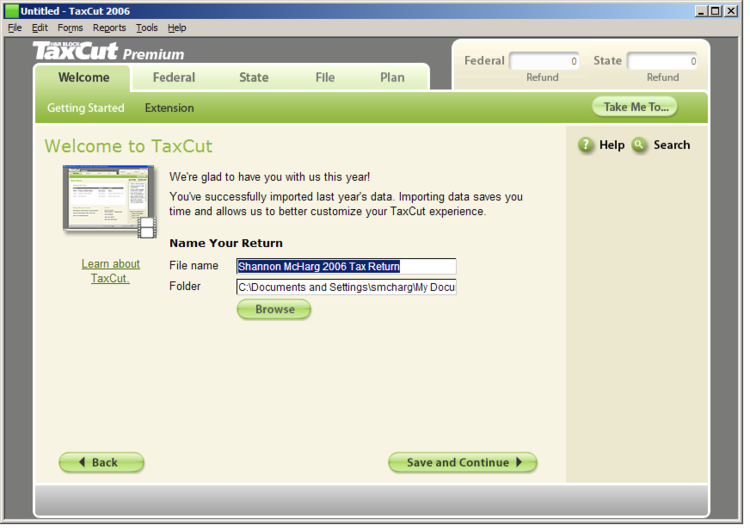 Untitled - TaxCut 2006
File Edit Forms Reports Tools Help
H&R BLOCK
TaxCut Premium
Federal 0 State 0
Refund Refund
Welcome Federal State File Plan
Getting Started Extension Take Me To...
Welcome to TaxCut
? Help Search
We're glad to have you with us this year!
You've successfully imported last year's data. Importing data saves you
time and allows us to better customize your TaxCut experience.
Name Your Return
Learn about
TaxCut.
File name Shannon McHarg 2006 Tax Return
Folder C:\Documents and Settings\smcharg\My Docu
Browse
Back Save and Continue